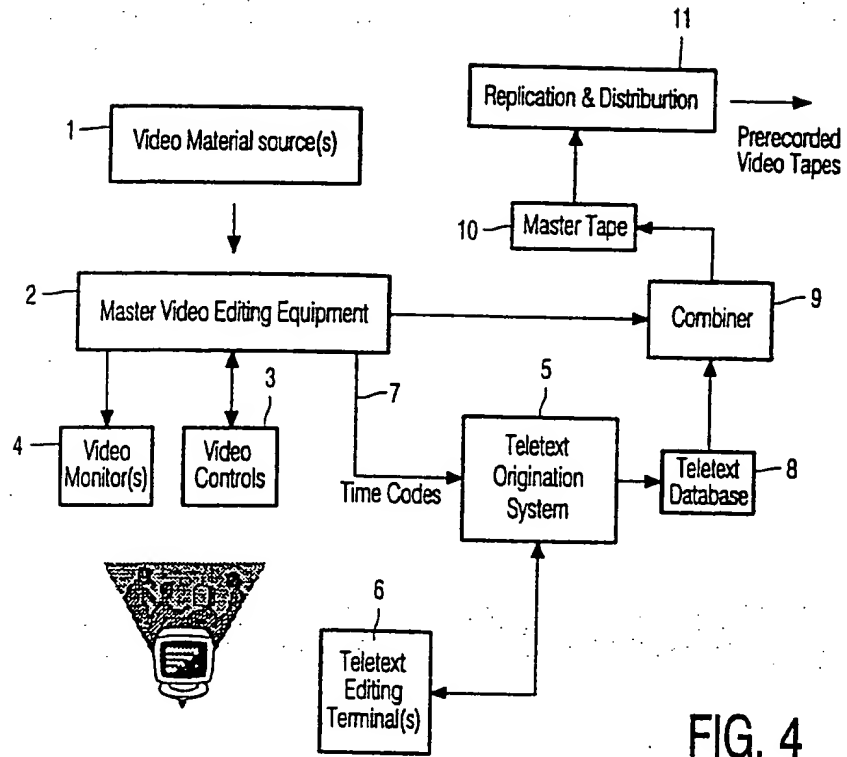 11
Replication & Distriburtion
Prerecorded
Video Tapes
1
Video Material source(s)
10
Master Tape
2
Master Video Editing Equipment
9
Combiner
3
4
Video
Monitor(s)
Video
Controls
7
Time Codes
5
Teletext
Origination
System
Teletext
Database
8
6
Teletext
Editing
Terminal(s)
FIG. 4